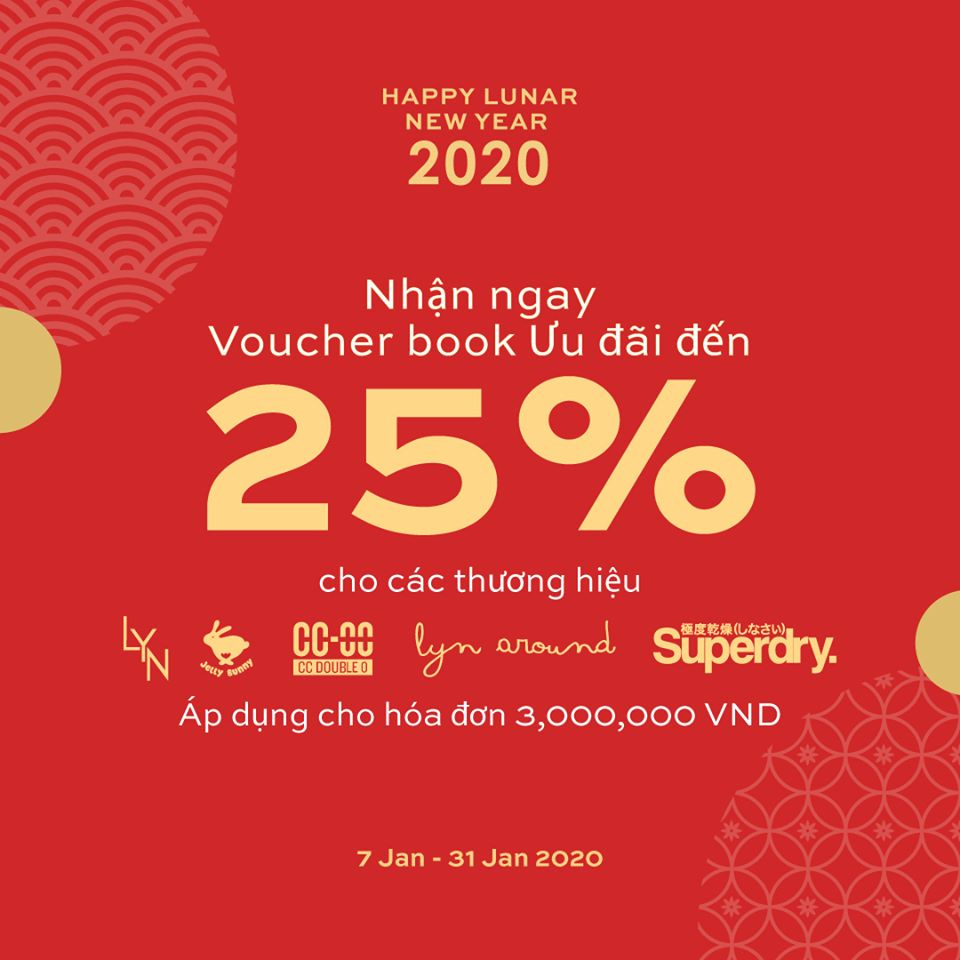 HAPPY LUNAR
NEW YEAR
2020
Nhận ngay
Voucher book Ưu đãi đến
25%
cho các thương hiệu
LYN
Jelly Bunny
CC-OO
CC DOUBLE O
lyn around
極度乾燥(しなさい)
Superdry.
Áp dụng cho hóa đơn 3,000,000 VND
7 Jan - 31 Jan 2020